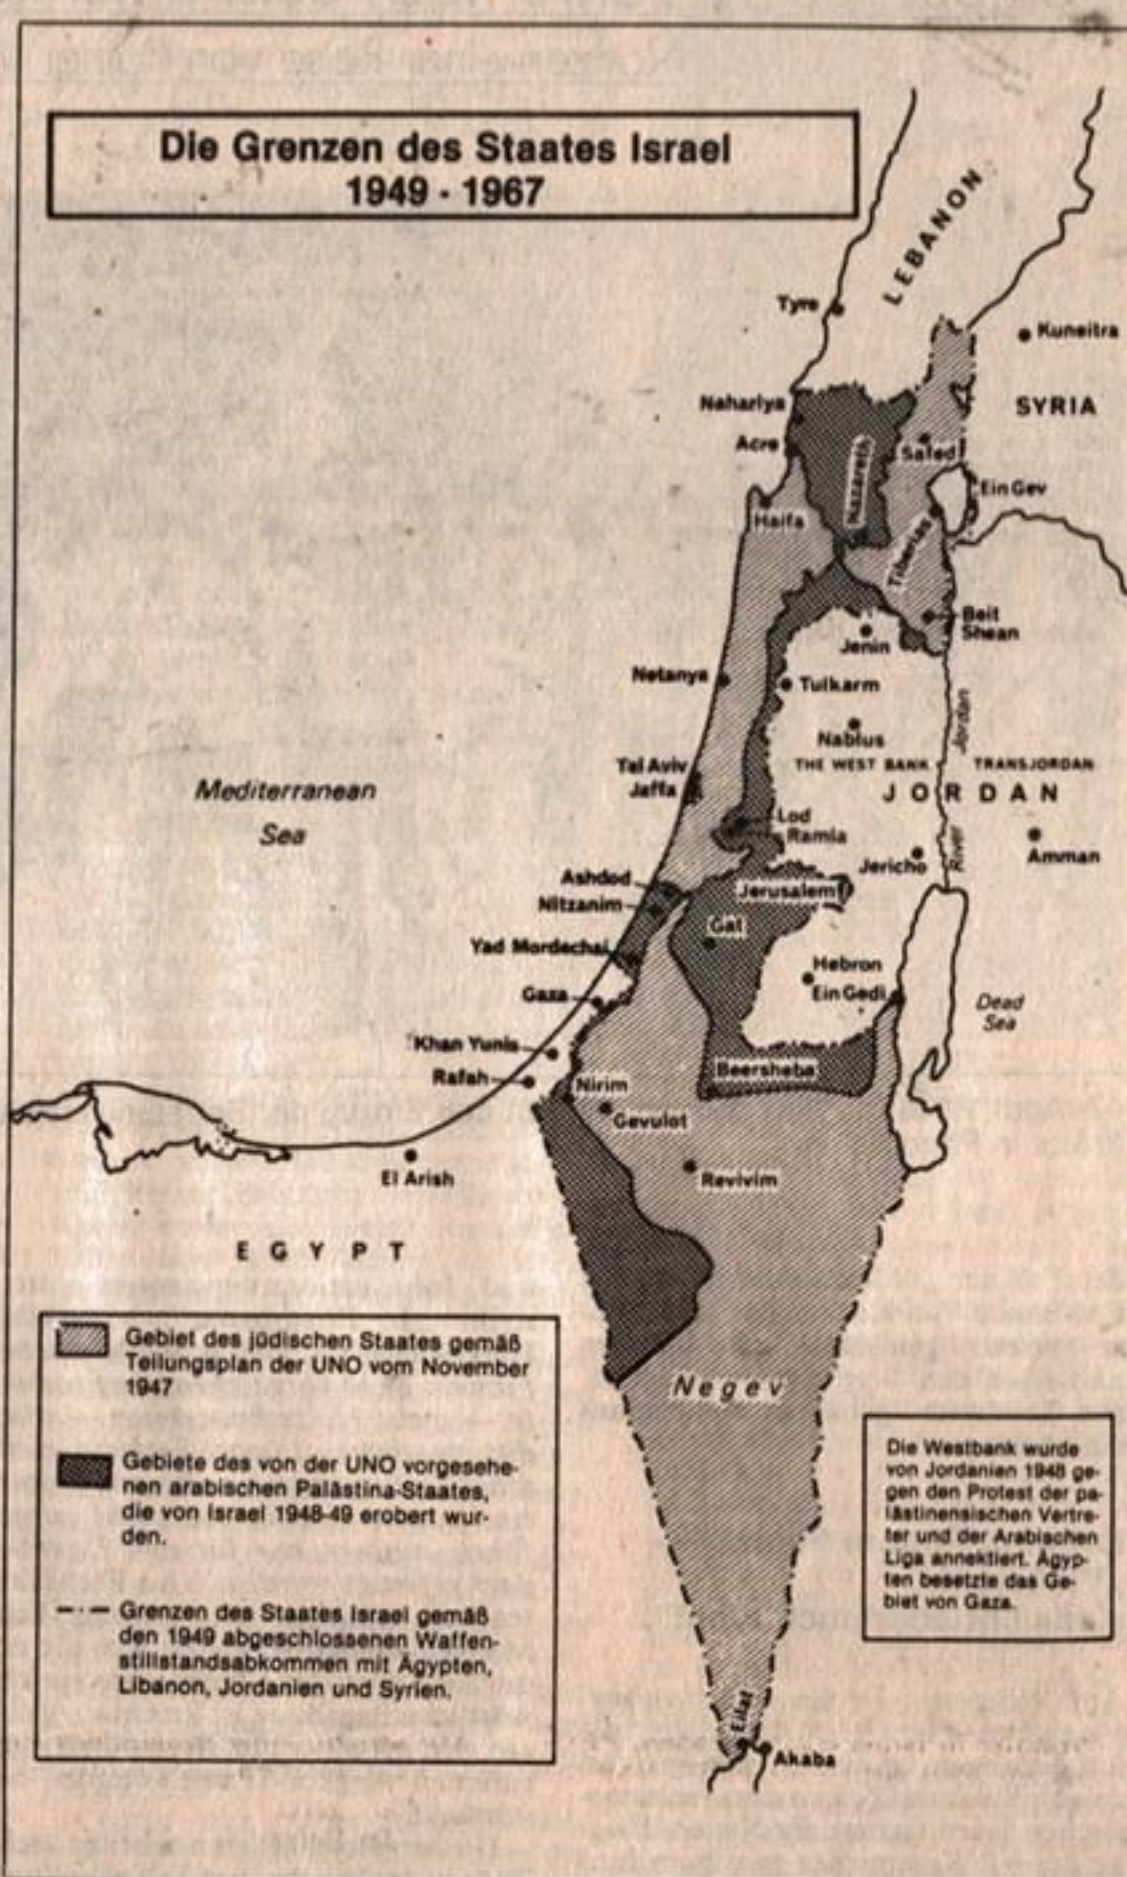 Die Grenzen des Staates Israel
1949 - 1967
LEBANON
Tyre
Kuneitra
SYRIA
Nahariya
Acre
Nazareth
Safed
Ein Gev
Haifa
Tiberias
Beit
Shean
Jenin
Netanya
Tulkarm
Nablus
Jordan
THE WEST BANK
TRANSJORDAN
JORDAN
Tal Aviv
Jaffa
Mediterranean
Sea
Lod
Ramla
River
Jericho
Amman
Ashdod
Nitzanim
Jerusalem
Gat
Yad Mordechai
Hebron
Ein Gedi
Gaza
Dead
Sea
Khan Yunis
Rafah
Nirim
Beersheba
Gevulot
El Arish
Revivim
EGYPT
Negev
Eilat
Akaba
Gebiet des jüdischen Staates gemäß
Teilungsplan der UNO vom November
1947
Gebiete des von der UNO vorgesehe-
nen arabischen Palästina-Staates,
die von Israel 1948-49 erobert wur-
den.
Grenzen des Staates Israel gemäß
den 1949 abgeschlossenen Waffen-
stillstandsabkommen mit Ägypten,
Libanon, Jordanien und Syrien.
Die Westbank wurde
von Jordanien 1948 ge-
gen den Protest der pa-
lästinensischen Vertre-
ter und der Arabischen
Liga annektiert. Ägyp-
ten besetzte das Ge-
biet von Gaza.